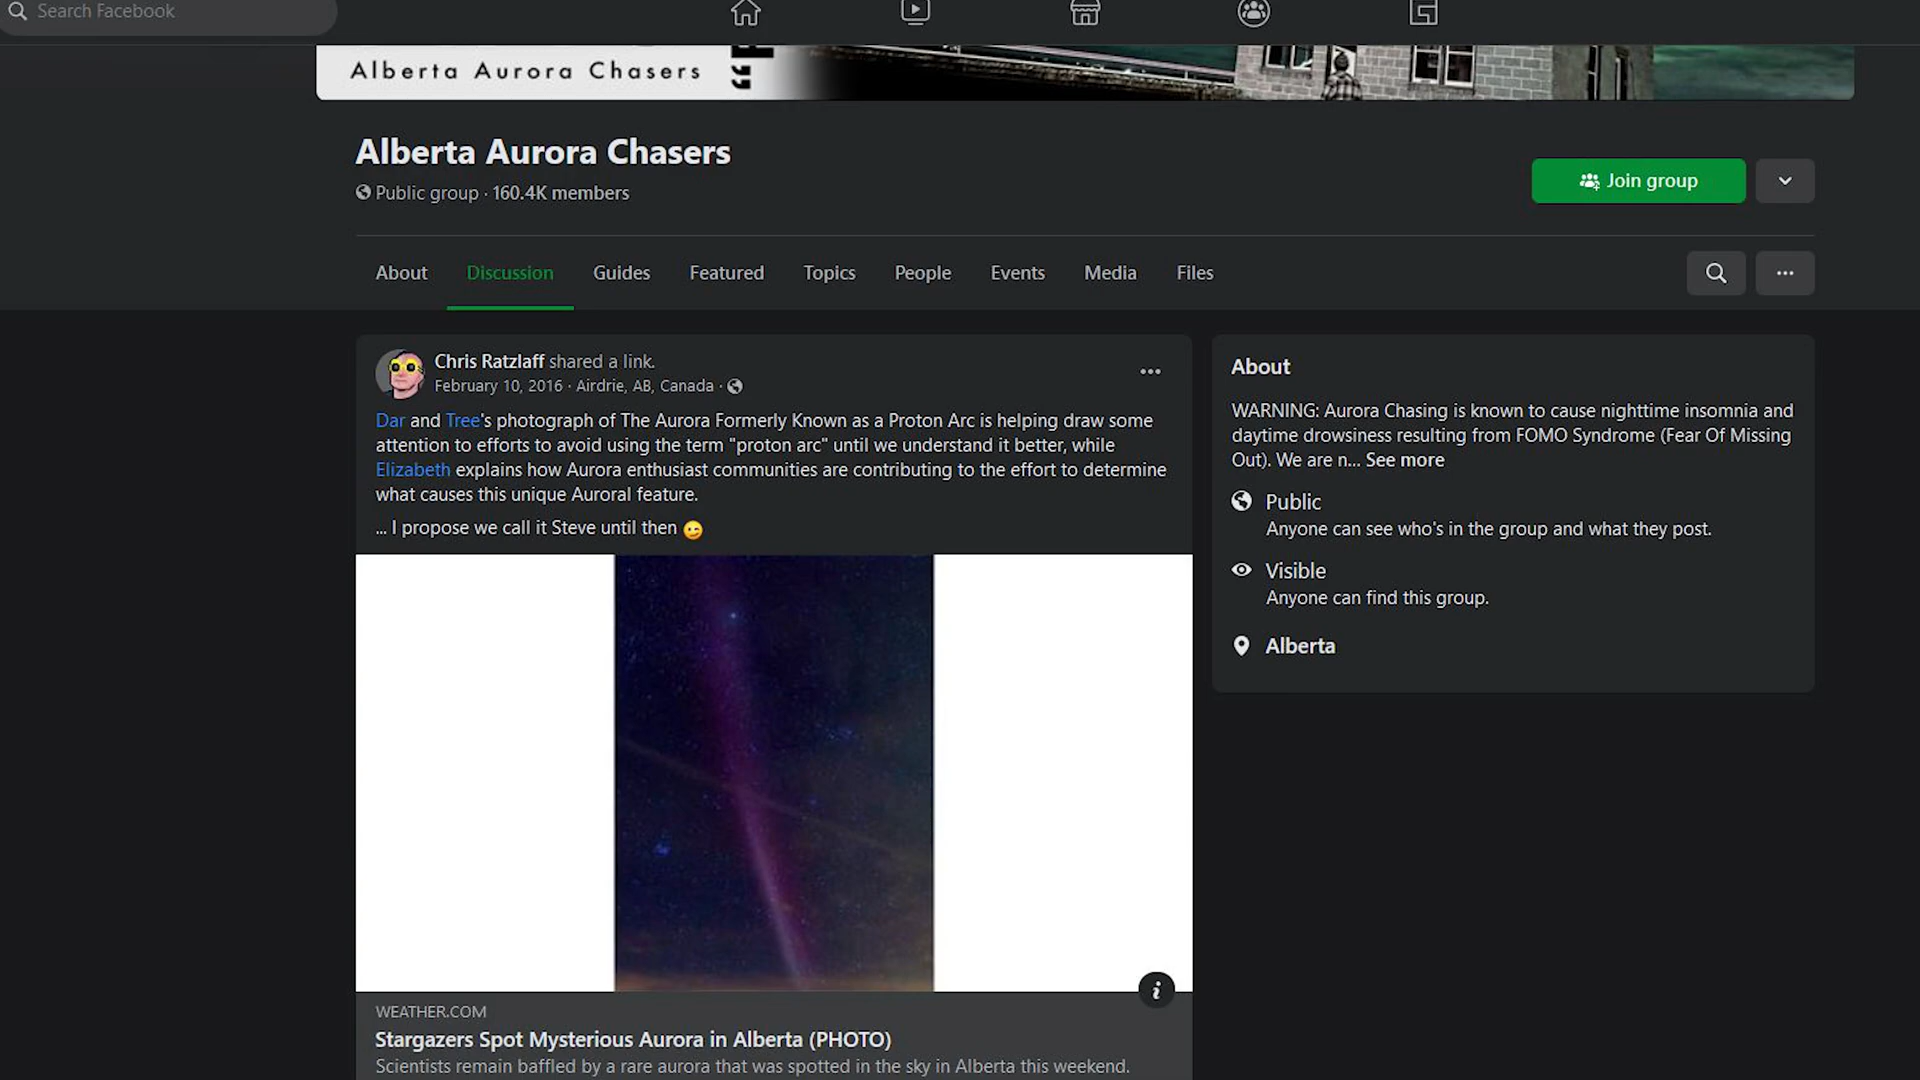 Search Facebook
Alberta Aurora Chasers
Alberta Aurora Chasers
Public group · 160.4K members
Join group
About Discussion Guides Featured Topics People Events Media Files
Chris Ratzlaff shared a link.
February 10, 2016 · Airdrie, AB, Canada ·
Dar and Tree's photograph of The Aurora Formerly Known as a Proton Arc is helping draw some
attention to efforts to avoid using the term "proton arc" until we understand it better, while
Elizabeth explains how Aurora enthusiast communities are contributing to the effort to determine
what causes this unique Auroral feature.
... I propose we call it Steve until then 😉
WEATHER.COM
Stargazers Spot Mysterious Aurora in Alberta (PHOTO)
Scientists remain baffled by a rare aurora that was spotted in the sky in Alberta this weekend.
About
WARNING: Aurora Chasing is known to cause nighttime insomnia and
daytime drowsiness resulting from FOMO Syndrome (Fear Of Missing
Out). We are n... See more
Public
Anyone can see who's in the group and what they post.
Visible
Anyone can find this group.
Alberta